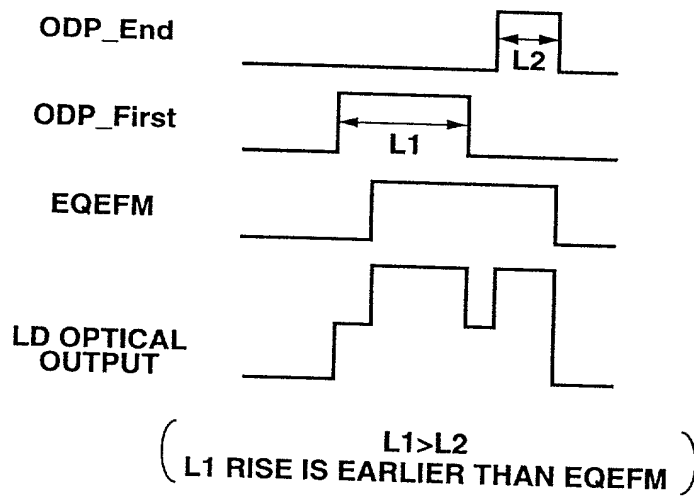 ODP_End
L2
ODP_First
L1
EQEFM
LD OPTICAL
OUTPUT
L1>L2
L1 RISE IS EARLIER THAN EQEFM